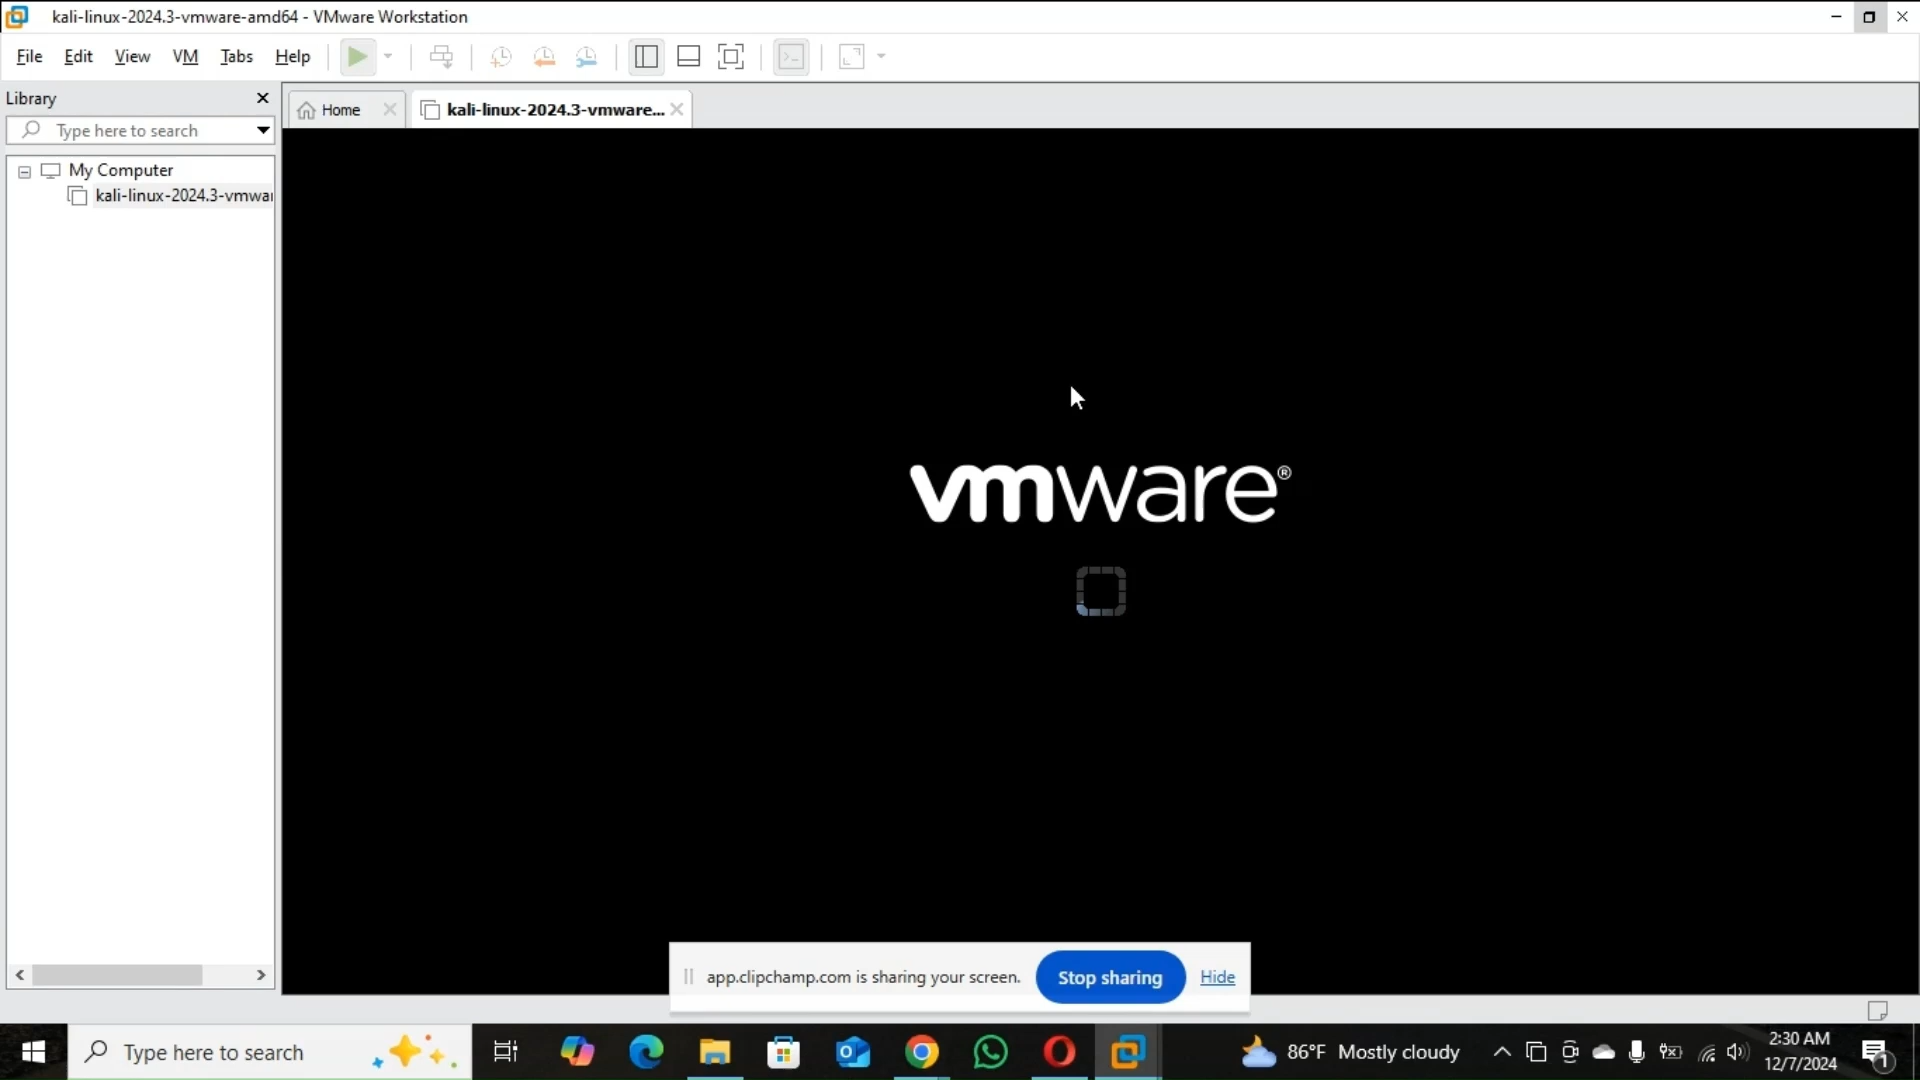 kali-linux-2024.3-vmware-amd64 - VMware Workstation
File Edit View VM Tabs Help
Library
Home
kali-linux-2024.3-vmware...
Type here to search
My Computer
kali-linux-2024.3-vmwar
vmware®
app.clipchamp.com is sharing your screen. Stop sharing Hide
Type here to search
86°F Mostly cloudy
2:30 AM
12/7/2024
1